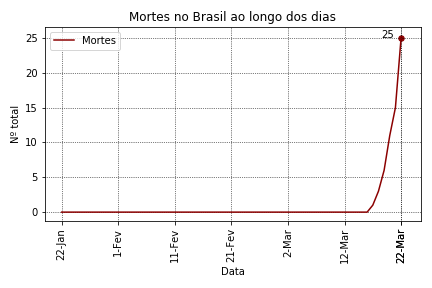 Mortes no Brasil ao longo dos dias
Mortes
25
25
20
15
10
5
0
Nº total
22-Jan
1-Fev
11-Fev
21-Fev
2-Mar
12-Mar
22-Mar
Data